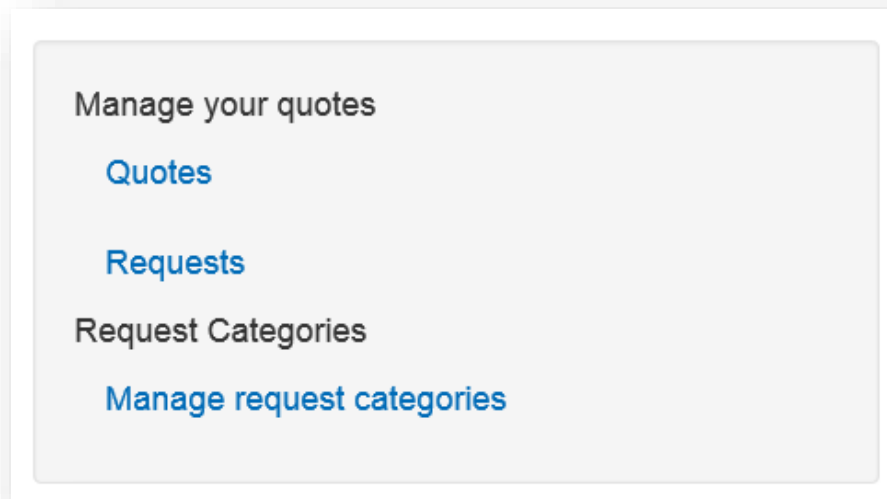 Manage your quotes
Quotes
Requests
Request Categories
Manage request categories